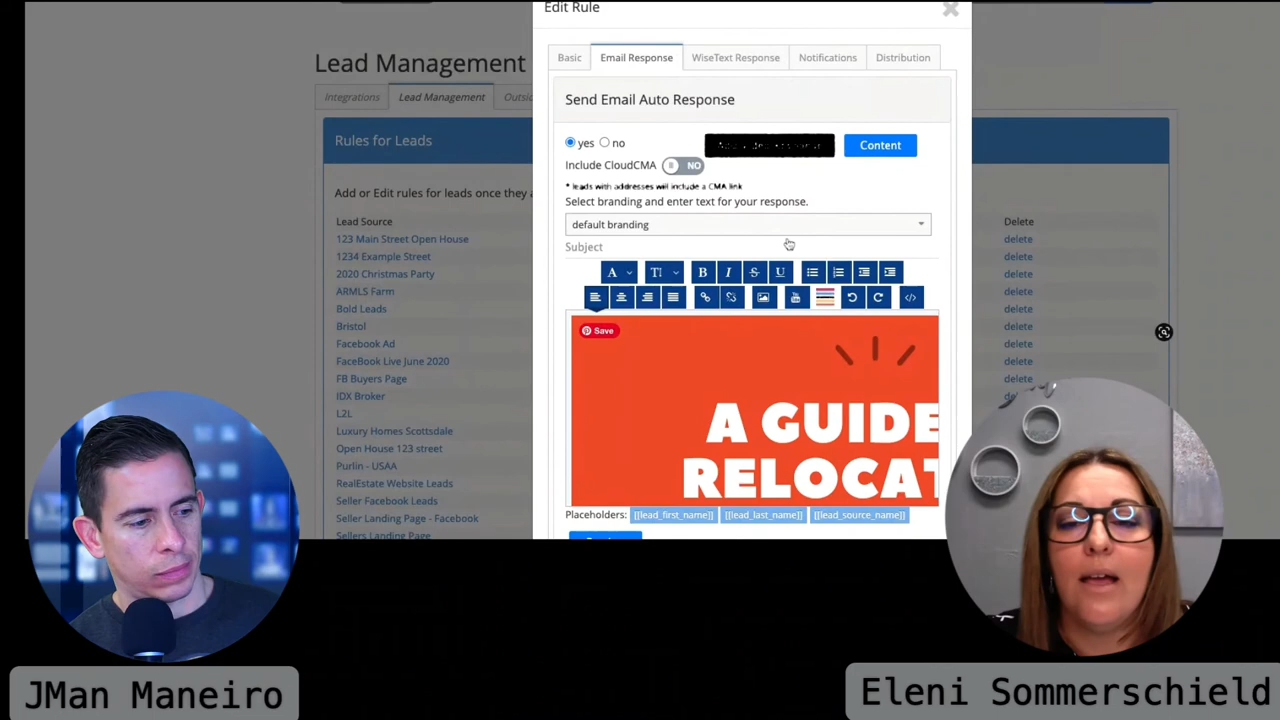 Edit Rule
Lead Management
Basic
Email Response
WiseText Response
Notifications
Distribution
Integrations
Lead Management
Outsi
Send Email Auto Response
Rules for Leads
yes
no
Content
Include CloudCMA
NO
* leads with addresses will include a CMA link
Add or Edit rules for leads once they a
Select branding and enter text for your response.
default branding
Lead Source
Delete
Subject
123 Main Street Open House
delete
1234 Example Street
delete
2020 Christmas Party
delete
ARMLS Farm
delete
Bold Leads
delete
Bristol
delete
Facebook Ad
delete
FaceBook Live June 2020
delete
FB Buyers Page
delete
IDX Broker
L2L
Luxury Homes Scottsdale
Open House 123 street
Purlin - USAA
RealEstate Website Leads
Seller Facebook Leads
Seller Landing Page - Facebook
Sellers Landing Page
Save
A GUIDE
RELOCAT
Placeholders: [[lead_first_name]] [[lead_last_name]] [[lead_source_name]]
JMan Maneiro
Eleni Sommerschield